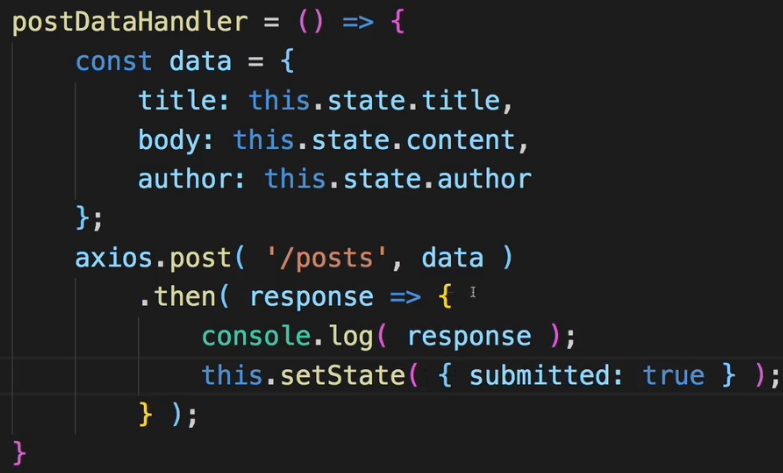 postDataHandler = () => {
const data = {
title: this.state.title,
body: this.state.content,
author: this.state.author
};
axios.post( '/posts', data )
.then( response => {
console.log( response );
this.setState( { submitted: true } );
} );
}